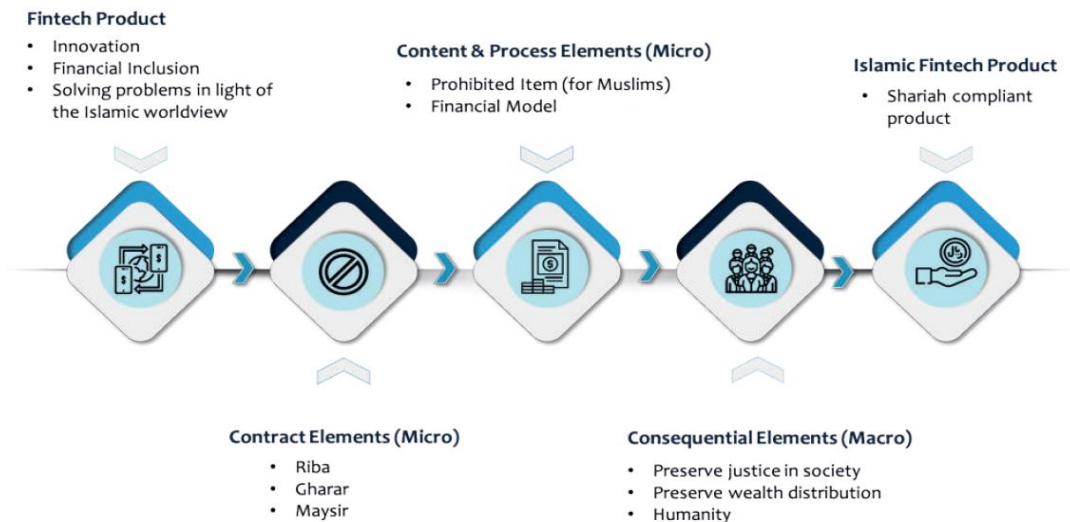 Fintech Product
• Innovation
• Financial Inclusion
• Solving problems in light of
the Islamic worldview
Content & Process Elements (Micro)
• Prohibited Item (for Muslims)
• Financial Model
Islamic Fintech Product
• Shariah compliant
product
$
$
$
Contract Elements (Micro)
• Riba
• Gharar
• Maysir
Consequential Elements (Macro)
• Preserve justice in society
• Preserve wealth distribution
• Humanity